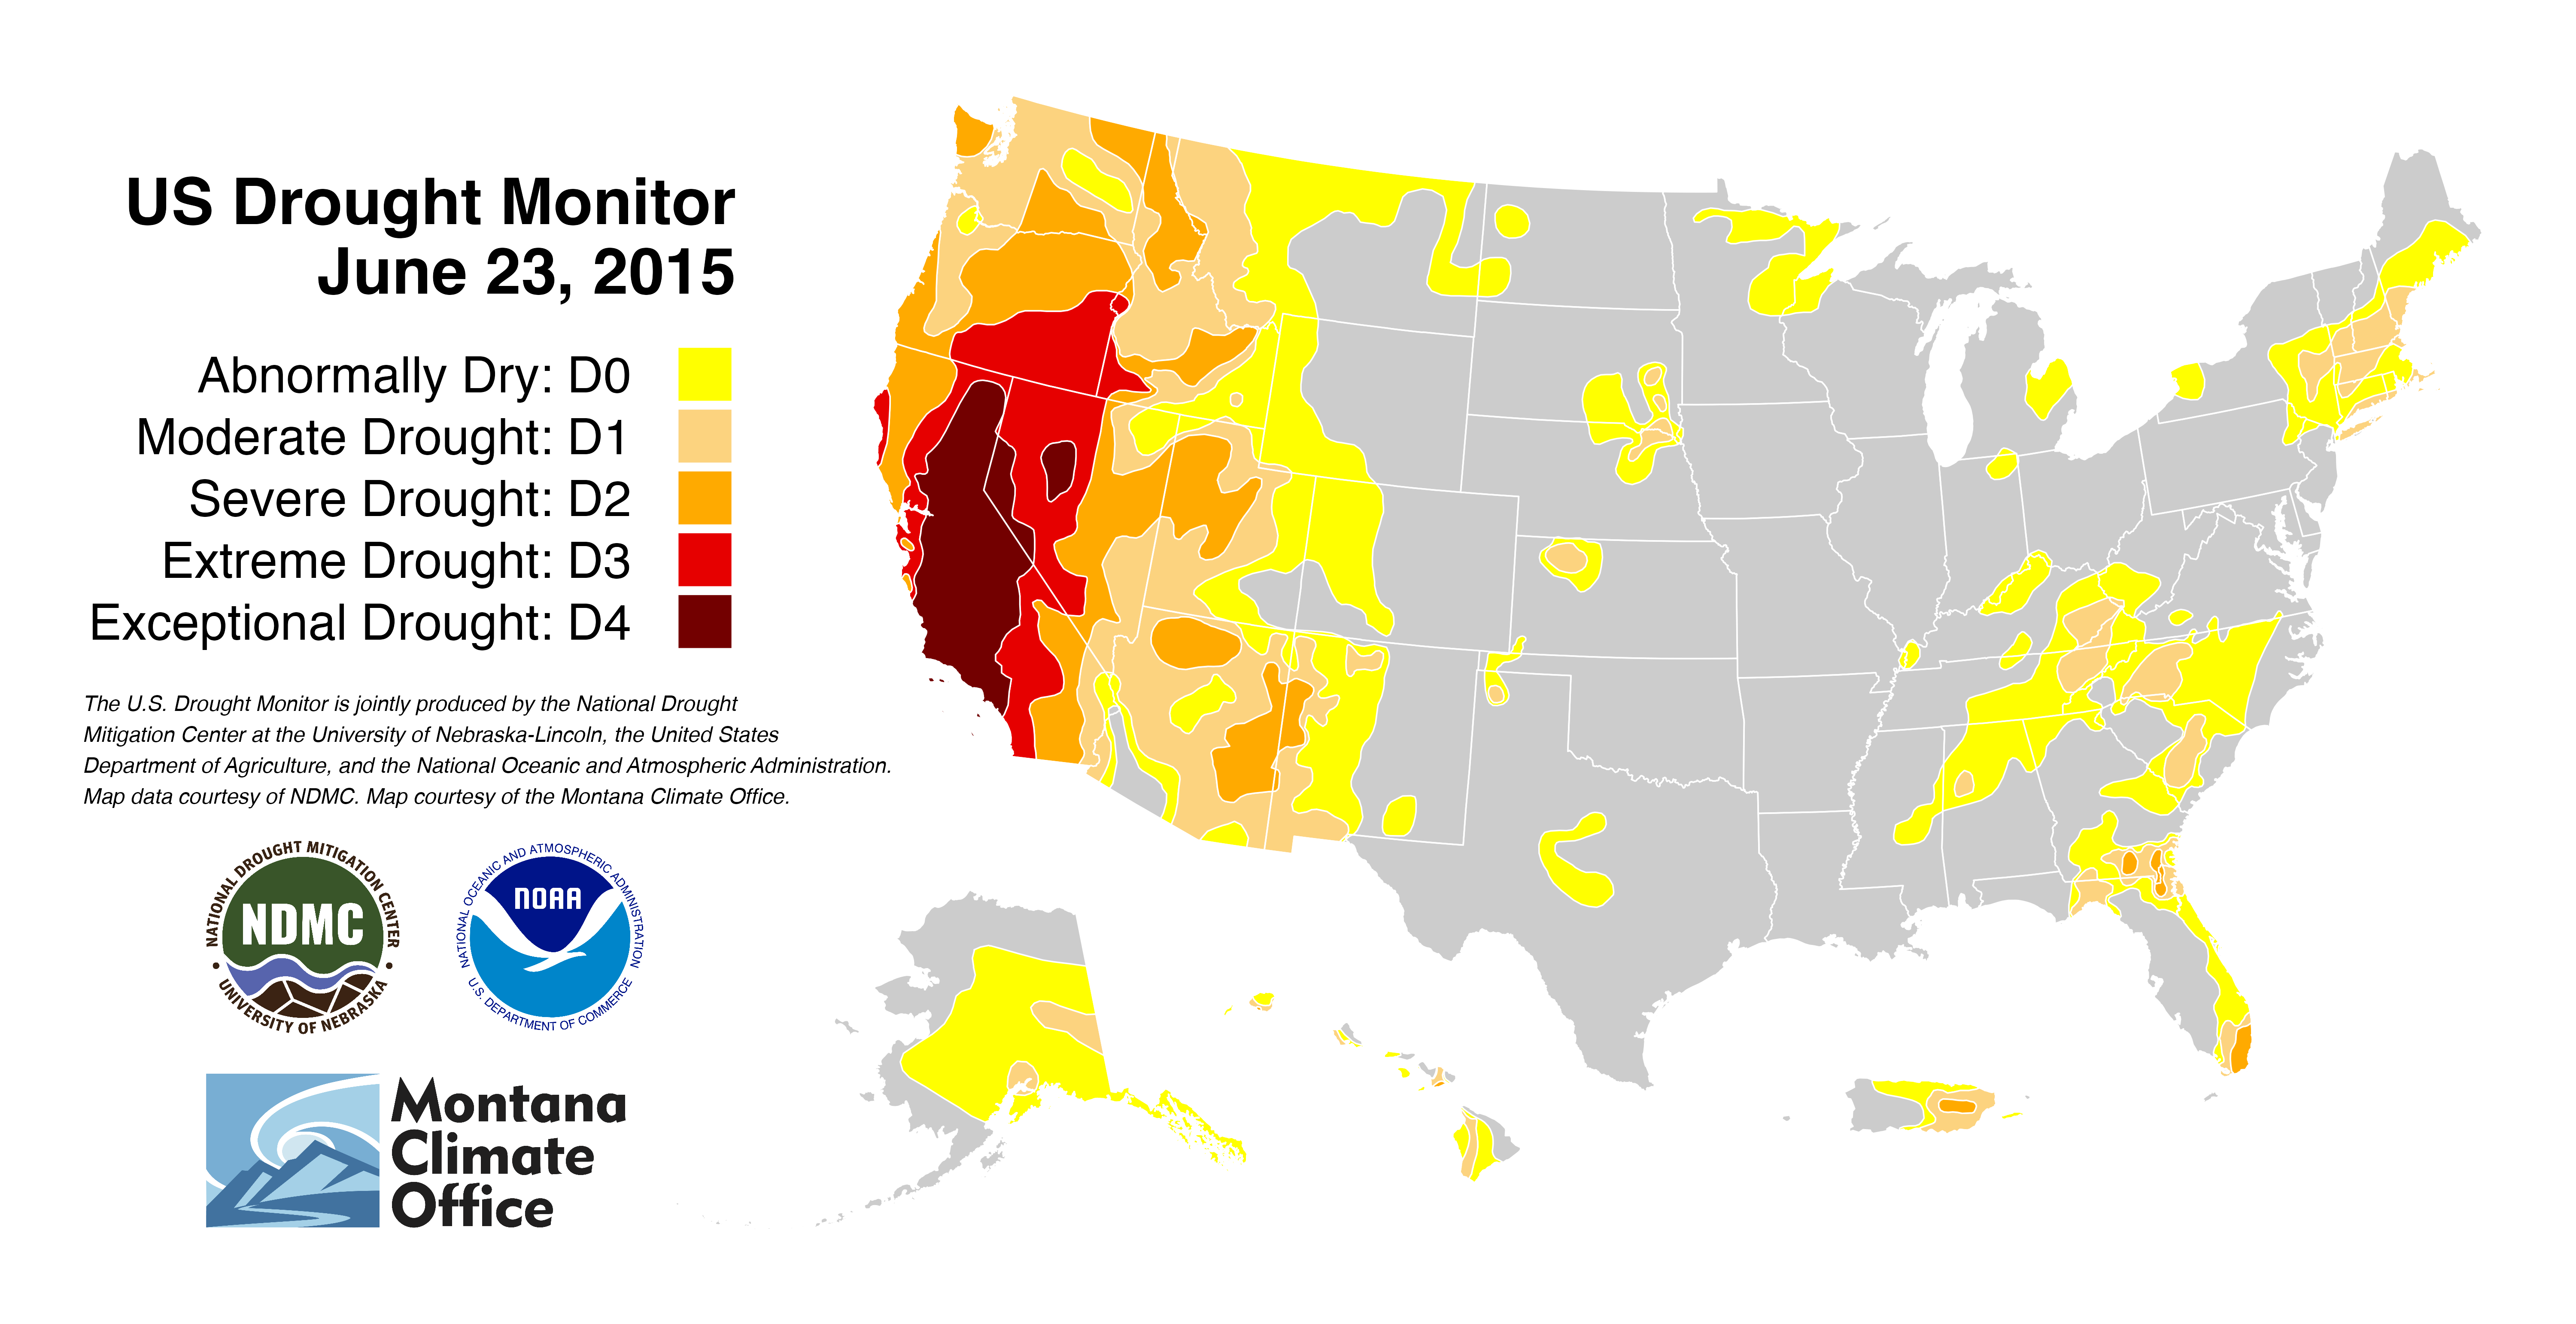 US Drought Monitor
June 23, 2015
Abnormally Dry: D0
Moderate Drought: D1
Severe Drought: D2
Extreme Drought: D3
Exceptional Drought: D4
The U.S. Drought Monitor is jointly produced by the National Drought
Mitigation Center at the University of Nebraska-Lincoln, the United States
Department of Agriculture, and the National Oceanic and Atmospheric Administration.
Map data courtesy of NDMC. Map courtesy of the Montana Climate Office.
NATIONAL DROUGHT MITIGATION CENTER
NDMC
• UNIVERSITY OF NEBRASKA •
NATIONAL OCEANIC AND ATMOSPHERIC ADMINISTRATION
NOAA
U.S. DEPARTMENT OF COMMERCE
Montana
Climate
Office